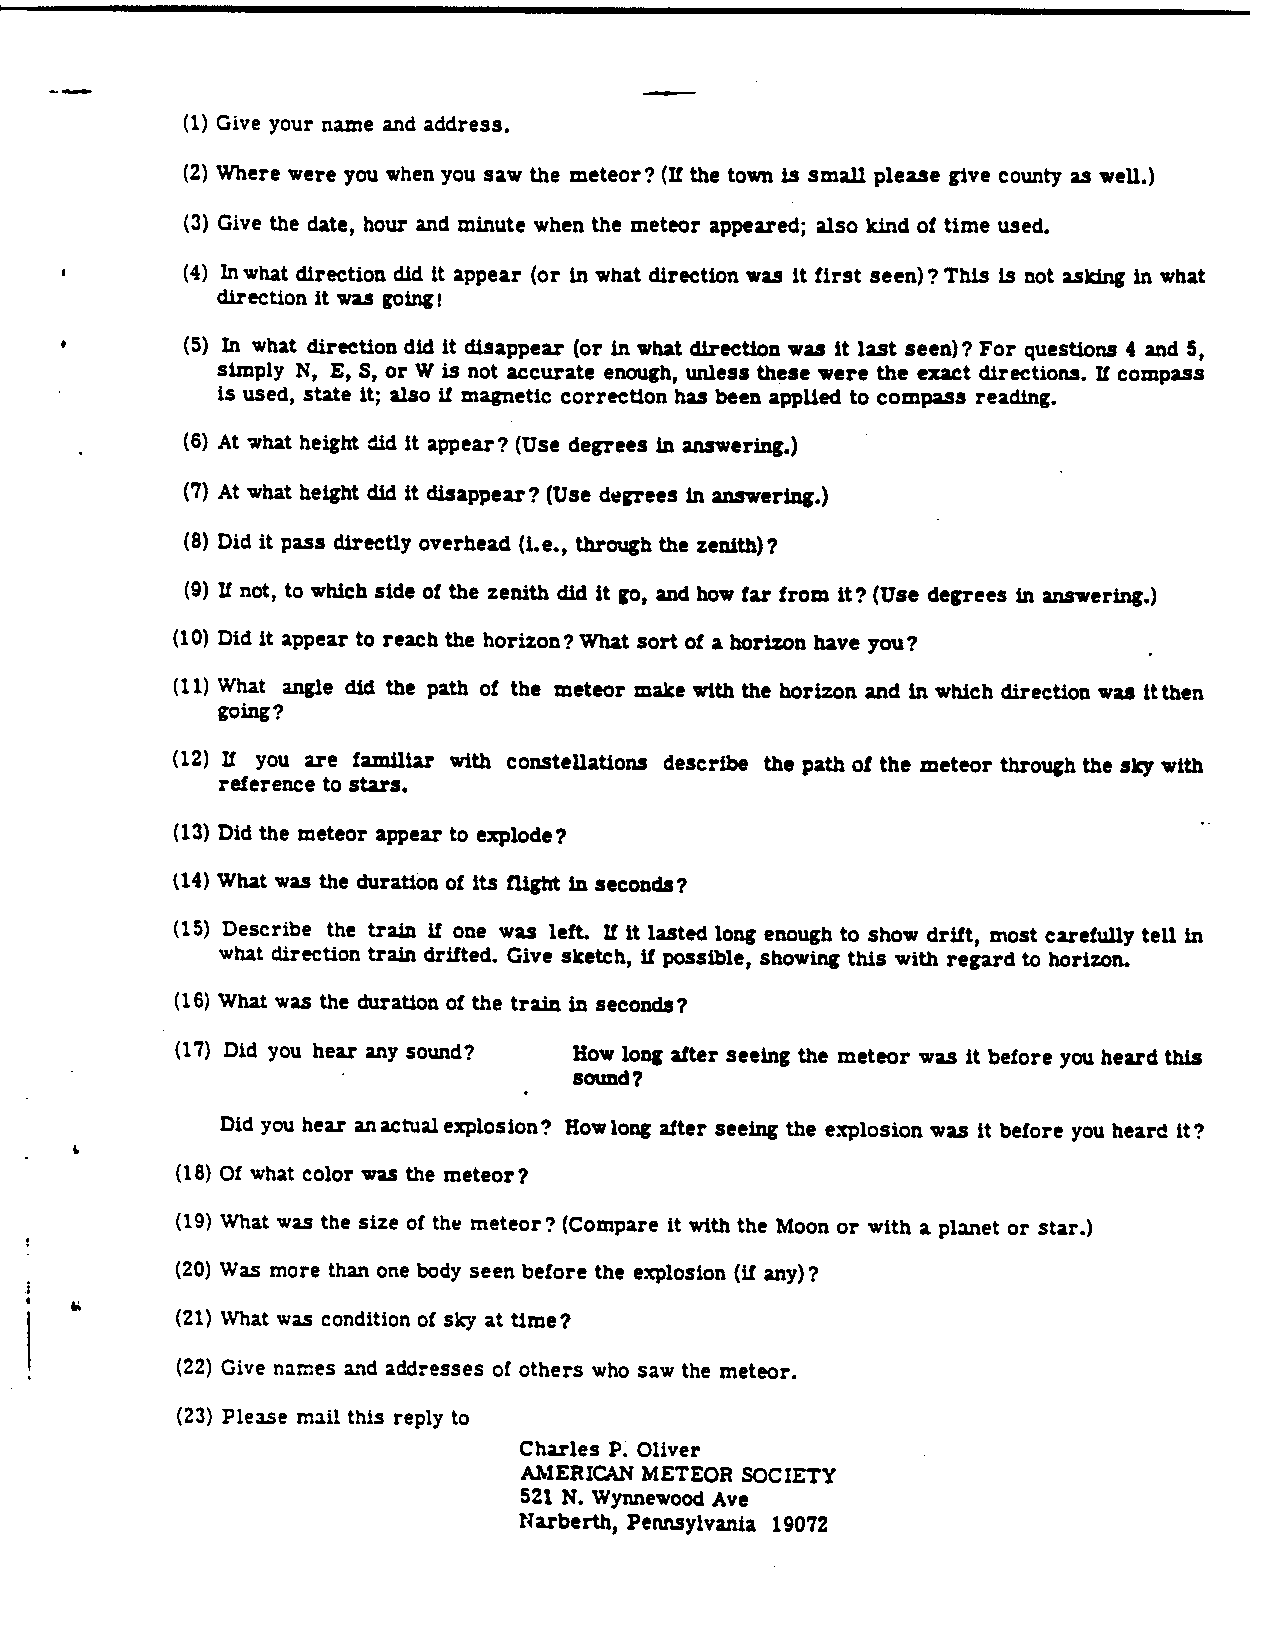 (1) Give your name and address.
(2) Where were you when you saw the meteor? (If the town is small please give county as well.)
(3) Give the date, hour and minute when the meteor appeared; also kind of time used.
(4) In what direction did it appear (or in what direction was it first seen)? This is not asking in what
direction it was going!
(5) In what direction did it disappear (or in what direction was it last seen)? For questions 4 and 5,
simply N, E, S, or W is not accurate enough, unless these were the exact directions. If compass
is used, state it; also if magnetic correction has been applied to compass reading.
(6) At what height did it appear? (Use degrees in answering.)
(7) At what height did it disappear? (Use degrees in answering.)
(8) Did it pass directly overhead (i.e., through the zenith)?
(9) If not, to which side of the zenith did it go, and how far from it? (Use degrees in answering.)
(10) Did it appear to reach the horizon? What sort of a horizon have you?
(11) What angle did the path of the meteor make with the horizon and in which direction was it then
going?
(12) If you are familiar with constellations describe the path of the meteor through the sky with
reference to stars.
(13) Did the meteor appear to explode?
(14) What was the duration of its flight in seconds?
(15) Describe the train if one was left. If it lasted long enough to show drift, most carefully tell in
what direction train drifted. Give sketch, if possible, showing this with regard to horizon.
(16) What was the duration of the train in seconds?
(17) Did you hear any sound? How long after seeing the meteor was it before you heard this
sound?
Did you hear an actual explosion? How long after seeing the explosion was it before you heard it?
(18) Of what color was the meteor?
(19) What was the size of the meteor? (Compare it with the Moon or with a planet or star.)
(20) Was more than one body seen before the explosion (if any)?
(21) What was condition of sky at time?
(22) Give names and addresses of others who saw the meteor.
(23) Please mail this reply to
Charles P. Oliver
AMERICAN METEOR SOCIETY
521 N. Wynnewood Ave
Narberth, Pennsylvania 19072